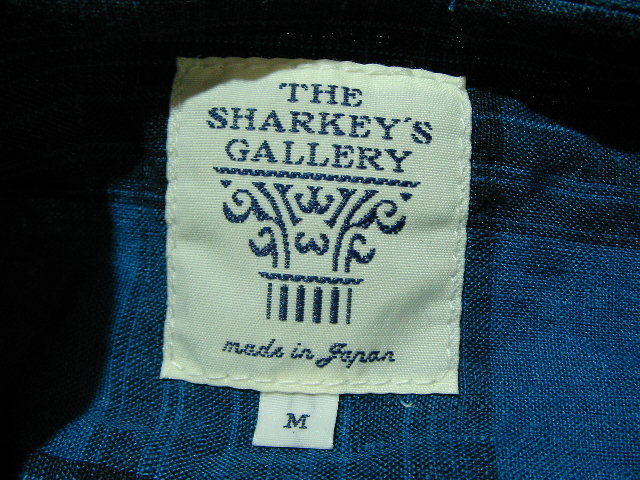 THE
SHARKEY'S
GALLERY
made in Japan
M